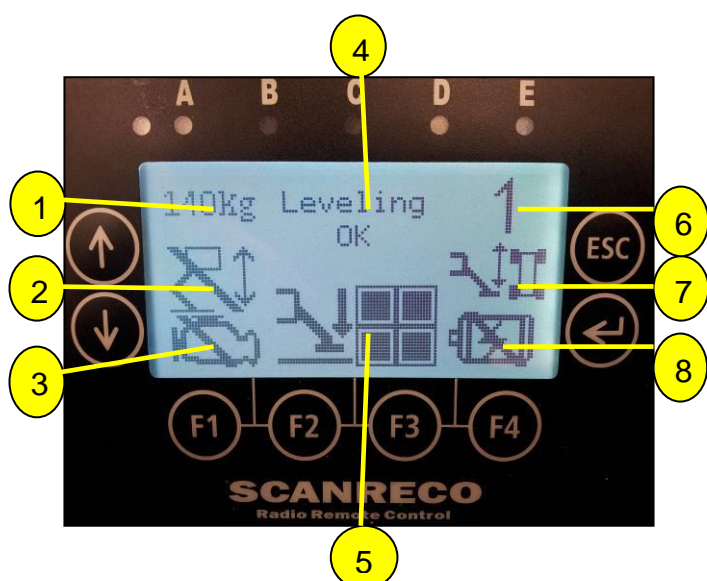 4
A B C D E
1 140Kg Leveling 1 6
OK
ESC
2 7
3 8
F1 F2 F3 F4
SCANRECO
Radio Remote Control
5